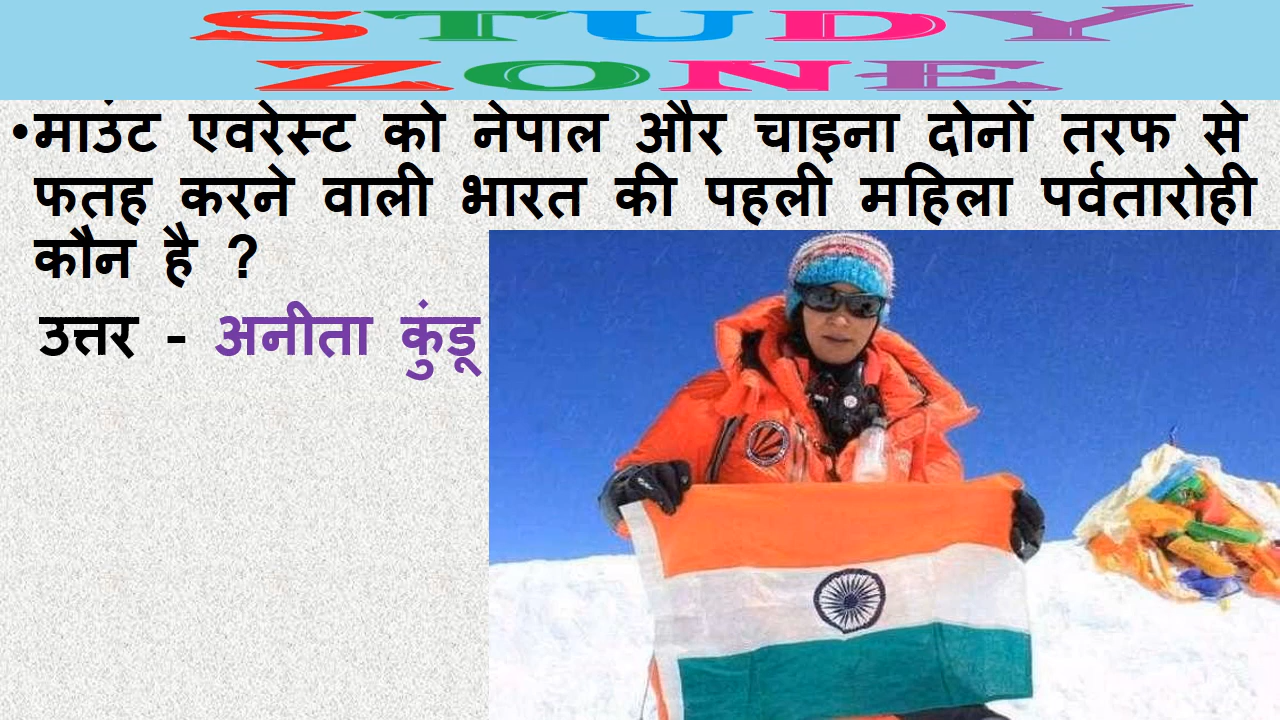 STUDY
ZONE
•माउंट एवरेस्ट को नेपाल और चाइना दोनों तरफ से
फतह करने वाली भारत की पहली महिला पर्वतारोही
कौन है ?
उत्तर - अनीता कुंडू